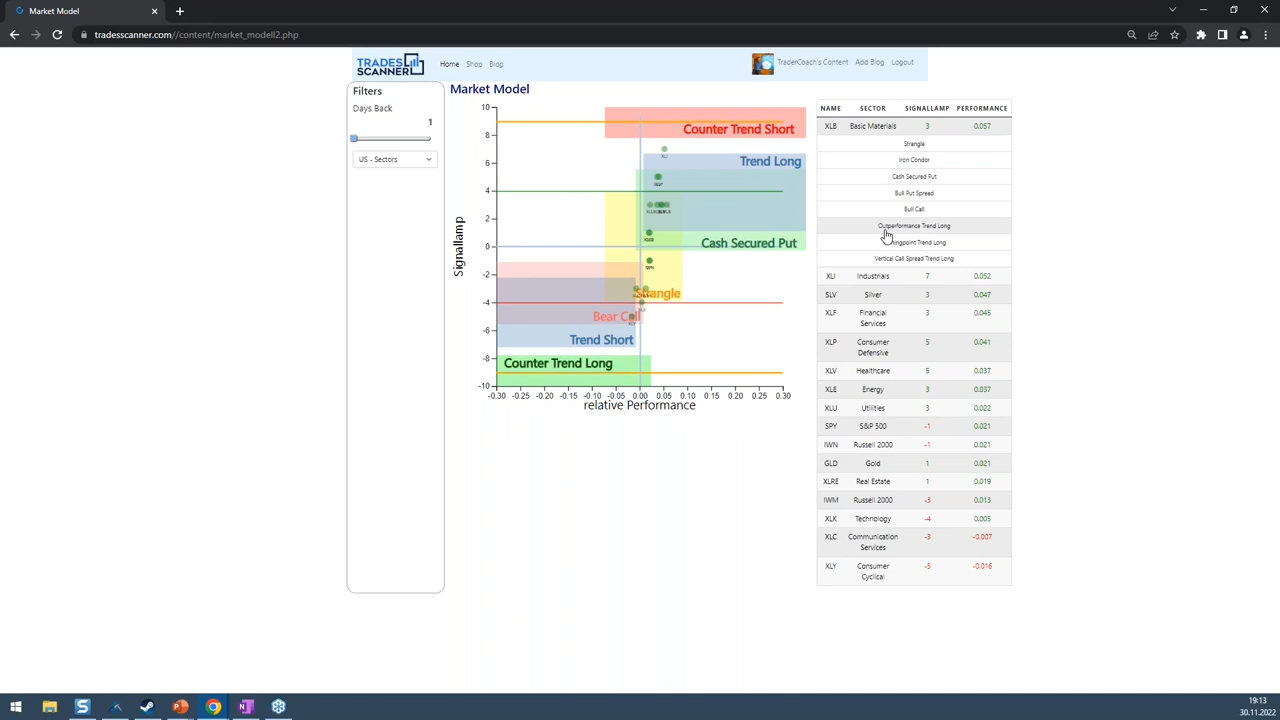 Market Model
tradesscanner.com//content/market_modell2.php
TRADES SCANNER
Home Shop Blog
TraderCoach's Content Add Blog Logout
Filters
Days Back
1
US - Sectors
Market Model
Signallamp
10
8
6
4
2
0
-2
-4
-6
-8
-10
Counter Trend Short
Trend Long
Cash Secured Put
Strangle
Bear Call
Trend Short
Counter Trend Long
XLI
SPY
XLK
XLY
-0.30 -0.25 -0.20 -0.15 -0.10 -0.05 0.00 0.05 0.10 0.15 0.20 0.25 0.30
relative Performance
NAME SECTOR SIGNALLAMP PERFORMANCE
XLB Basic Materials 3 0.057
Strangle
Iron Condor
Cash Secured Put
Bull Put Spread
Bull Call
Outperformance Trend Long
Trend Long
Vertical Call Spread Trend Long
XLI Industrials 7 0.052
SLV Silver 3 0.047
XLF Financial Services 3 0.045
XLP Consumer Defensive 5 0.041
XLV Healthcare 5 0.037
XLE Energy 3 0.037
XLU Utilities 3 0.022
SPY S&P 500 -1 0.021
IWN Russell 2000 -1 0.021
GLD Gold 1 0.021
XLRE Real Estate 1 0.019
IWM Russell 2000 -3 0.013
XLK Technology -4 0.005
XLC Communication Services -3 -0.007
XLY Consumer Cyclical -5 -0.016
19:13
30.11.2022